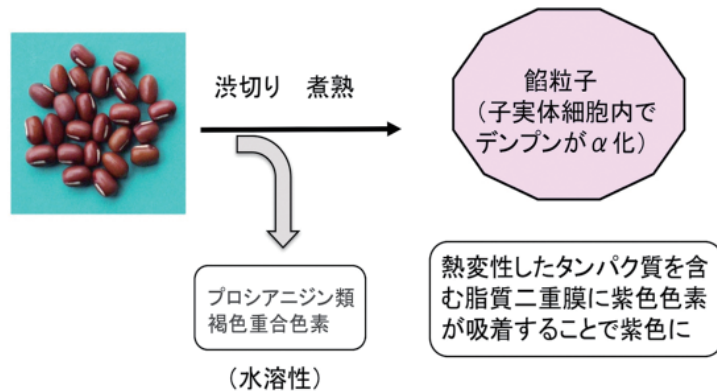 渋切り 煮熟
餡粒子
（子実体細胞内で
デンプンがα化）
プロシアニジン類
褐色重合色素
（水溶性）
熱変性したタンパク質を含
む脂質二重膜に紫色色素
が吸着することで紫色に